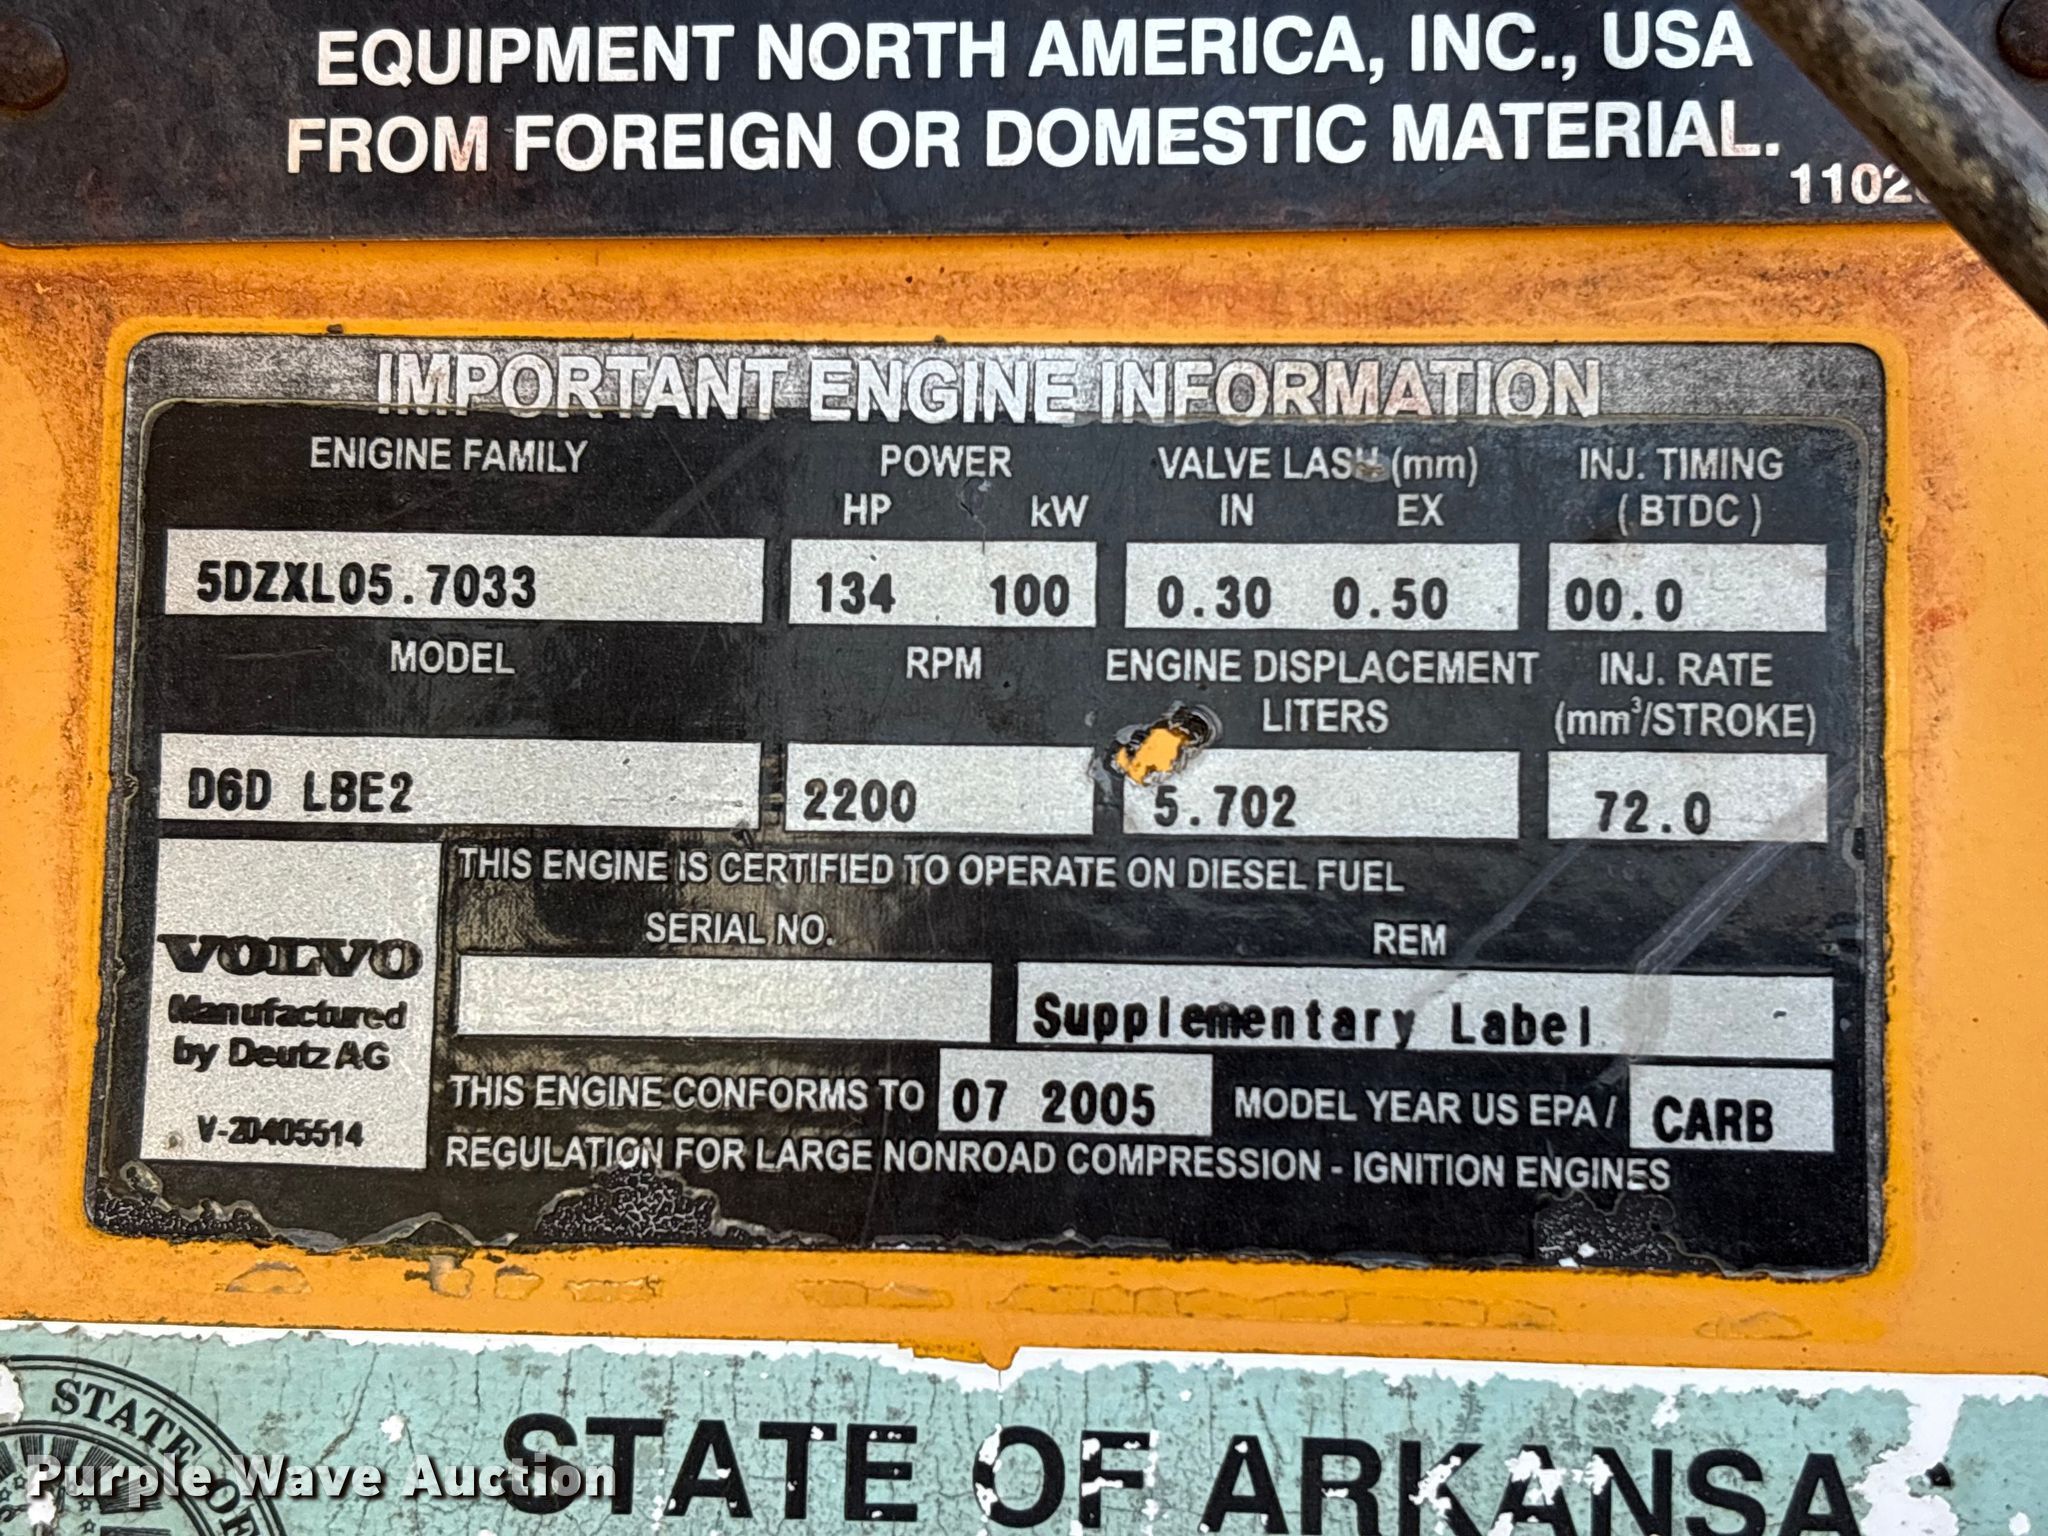 EQUIPMENT NORTH AMERICA, INC., USA
FROM FOREIGN OR DOMESTIC MATERIAL.
1102
IMPORTANT ENGINE INFORMATION
ENIGINE FAMILY
POWER
HP kW
VALVE LASH (mm)
IN EX
INJ. TIMING
( BTDC )
5DZXL05.7033
134 100
0.30 0.50
00.0
MODEL
RPM
ENGINE DISPLACEMENT
LITERS
INJ. RATE
(mm³/STROKE)
D6D LBE2
2200
5.702
72.0
THIS ENGINE IS CERTIFIED TO OPERATE ON DIESEL FUEL
SERIAL NO.
REM
Supplementary Label
VOLVO
Manufactured
by Deutz AG
V-20405514
THIS ENGINE CONFORMS TO 07 2005 MODEL YEAR US EPA / CARB
REGULATION FOR LARGE NONROAD COMPRESSION - IGNITION ENGINES
STATE OF
STATE OF ARKANSA
Purple Wave Auction